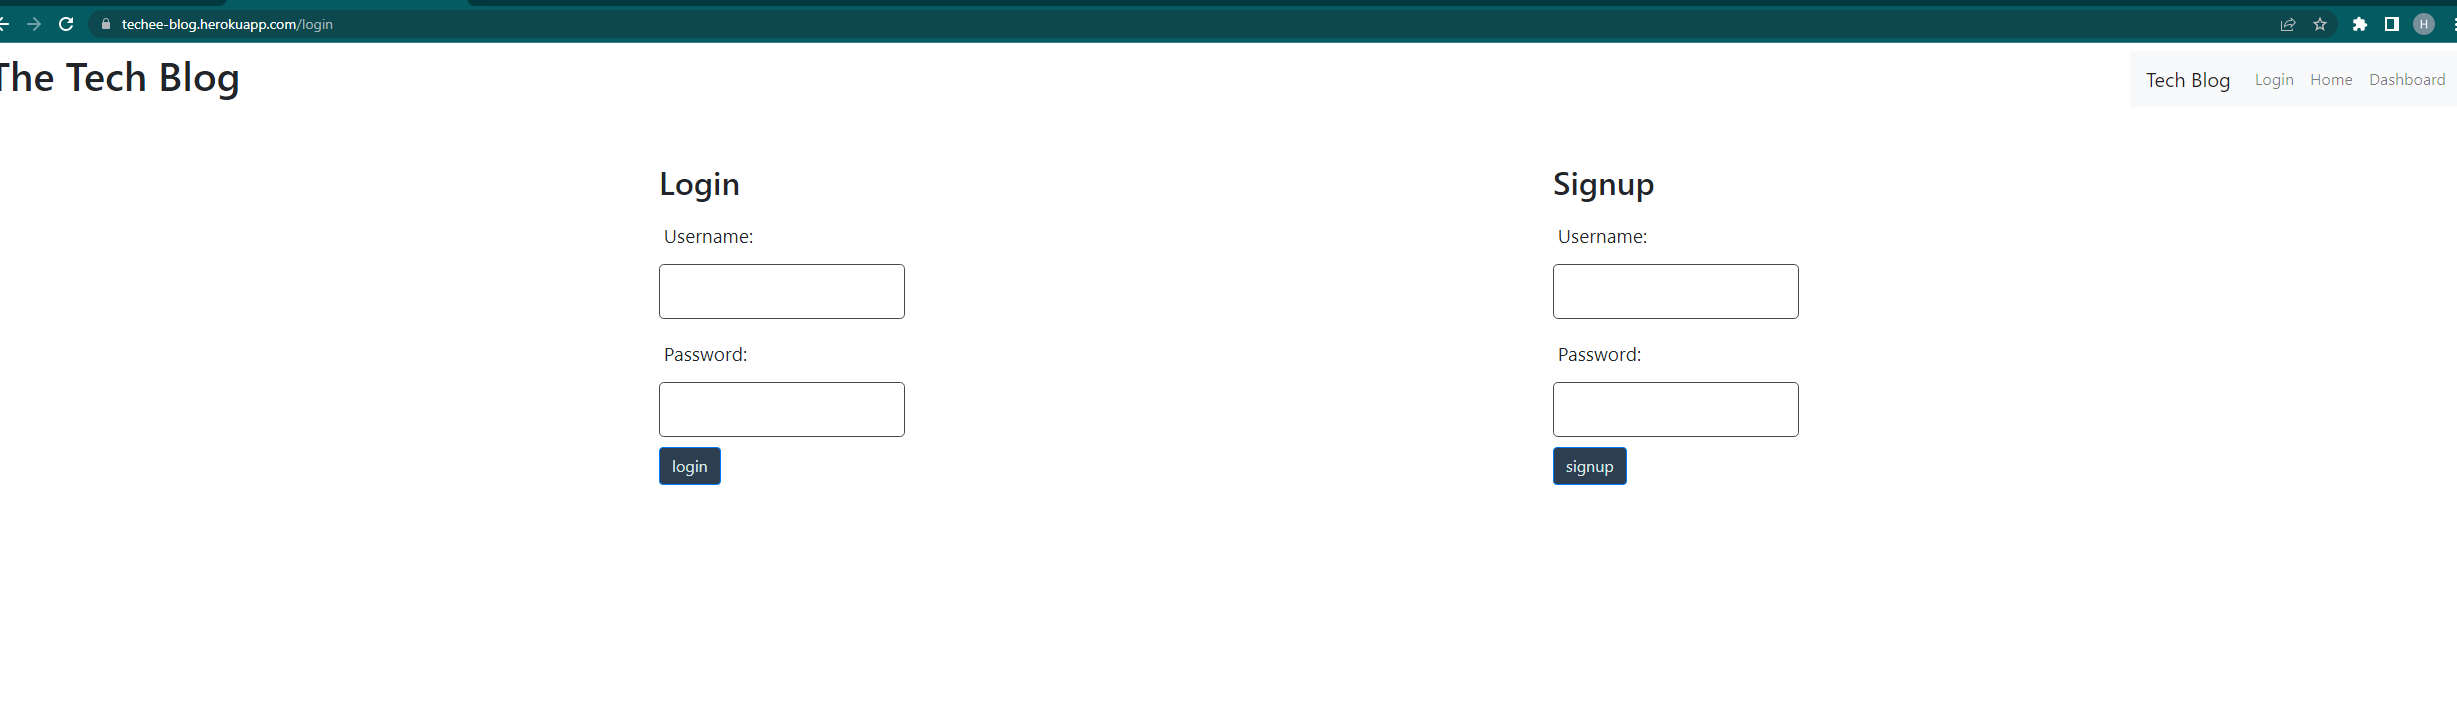 techee-blog.herokuapp.com/login
H
The Tech Blog
Tech Blog Login Home Dashboard
Login
Username:
Password:
login
Signup
Username:
Password:
signup